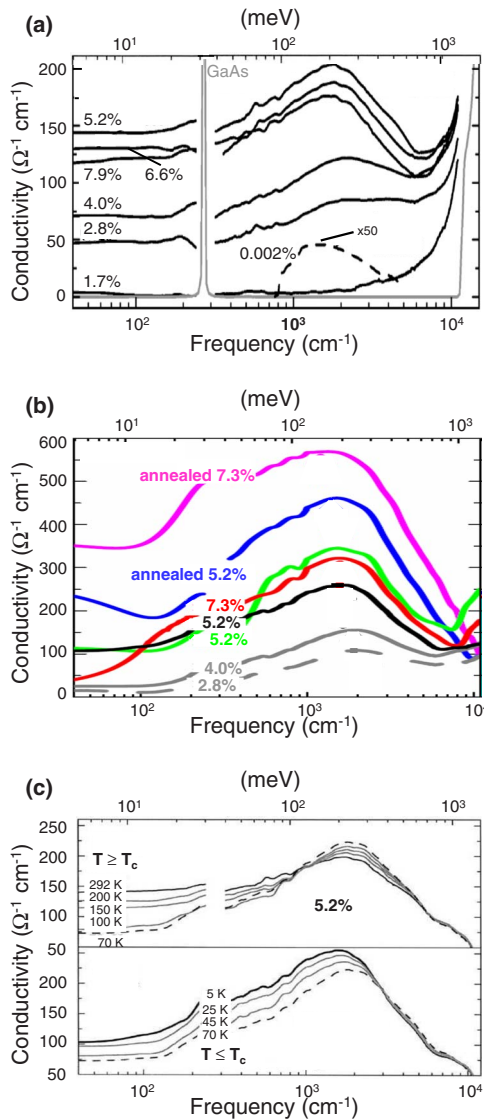 (meV)
(a)
10¹ 10² 10³
GaAs
200
150
100
50
0
Conductivity (Ω⁻¹ cm⁻¹)
5.2%
7.9%
6.6%
4.0%
2.8%
1.7%
0.002%
x50
10² 10³ 10⁴
Frequency (cm⁻¹)
(meV)
(b)
10¹ 10² 10³
600
500
400
300
200
100
0
Conductivity (Ω⁻¹ cm⁻¹)
annealed 7.3%
annealed 5.2%
7.3%
5.2%
5.2%
4.0%
2.8%
10² 10³ 10
Frequency (cm⁻¹)
(meV)
(c)
10¹ 10² 10³
250
200
150
100
50
200
150
100
50
Conductivity (Ω⁻¹ cm⁻¹)
T ≥ Tc
292 K
200 K
150 K
100 K
70 K
5.2%
5 K
25 K
45 K
70 K
T ≤ Tc
10² 10³ 10⁴
Frequency (cm⁻¹)